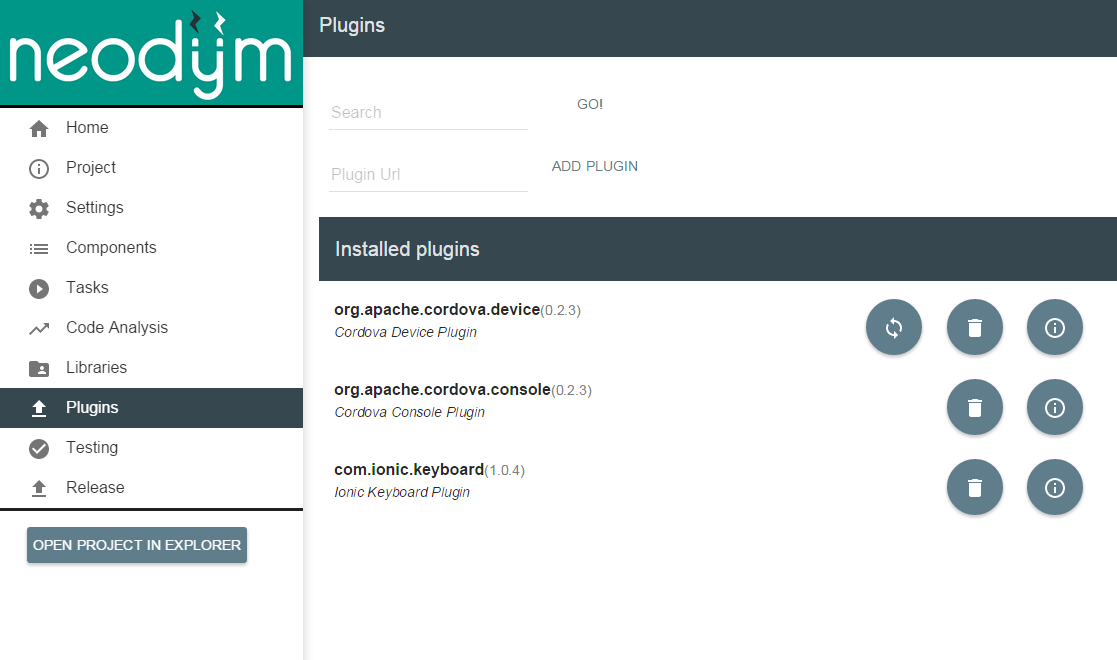 neodÿm
Plugins
Search
GO!
Plugin Url
ADD PLUGIN
Home
Project
Settings
Components
Tasks
Code Analysis
Libraries
Plugins
Testing
Release
OPEN PROJECT IN EXPLORER
Installed plugins
org.apache.cordova.device(0.2.3)
Cordova Device Plugin
org.apache.cordova.console(0.2.3)
Cordova Console Plugin
com.ionic.keyboard(1.0.4)
Ionic Keyboard Plugin